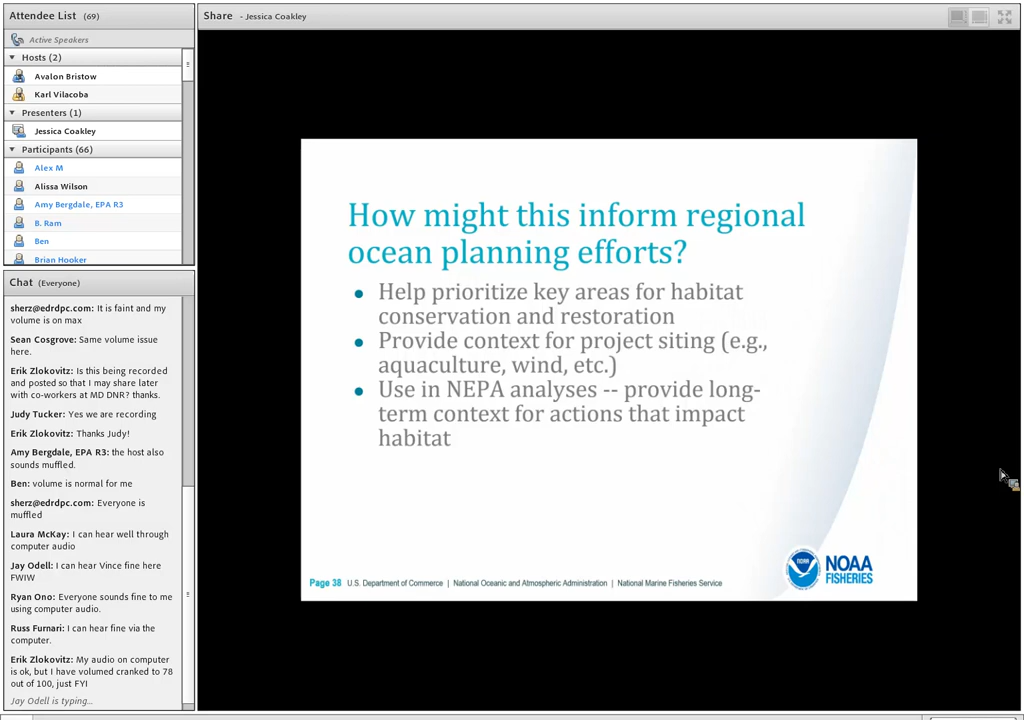 Attendee List (69)
Active Speakers
Hosts (2)
Avalon Bristow
Karl Vilacoba
Presenters (1)
Jessica Coakley
Participants (66)
Alex M
Alissa Wilson
Amy Bergdale, EPA R3
B. Ram
Ben
Brian Hooker
Chat (Everyone)
sherz@edrdpc.com: It is faint and my
volume is on max
Sean Cosgrove: Same volume issue
here.
Erik Zlokovitz: Is this being recorded
and posted so that I may share later
with co-workers at MD DNR? thanks.
Judy Tucker: Yes we are recording
Erik Zlokovitz: Thanks Judy!
Amy Bergdale, EPA R3: the host also
sounds muffled.
Ben: volume is normal for me
sherz@edrdpc.com: Everyone is
muffled
Laura McKay: I can hear well through
computer audio
Jay Odell: I can hear Vince fine here
FWIW
Ryan Ono: Everyone sounds fine to me
using computer audio.
Russ Furnari: I can hear fine via the
computer.
Erik Zlokovitz: My audio on computer
is ok, but I have volumed cranked to 78
out of 100, just FYI
Jay Odell is typing...
Share - Jessica Coakley
How might this inform regional
ocean planning efforts?
• Help prioritize key areas for habitat
conservation and restoration
• Provide context for project siting (e.g.,
aquaculture, wind, etc.)
• Use in NEPA analyses -- provide long-
term context for actions that impact
habitat
Page 38 U.S. Department of Commerce | National Oceanic and Atmospheric Administration | National Marine Fisheries Service
NOAA
NOAA
FISHERIES